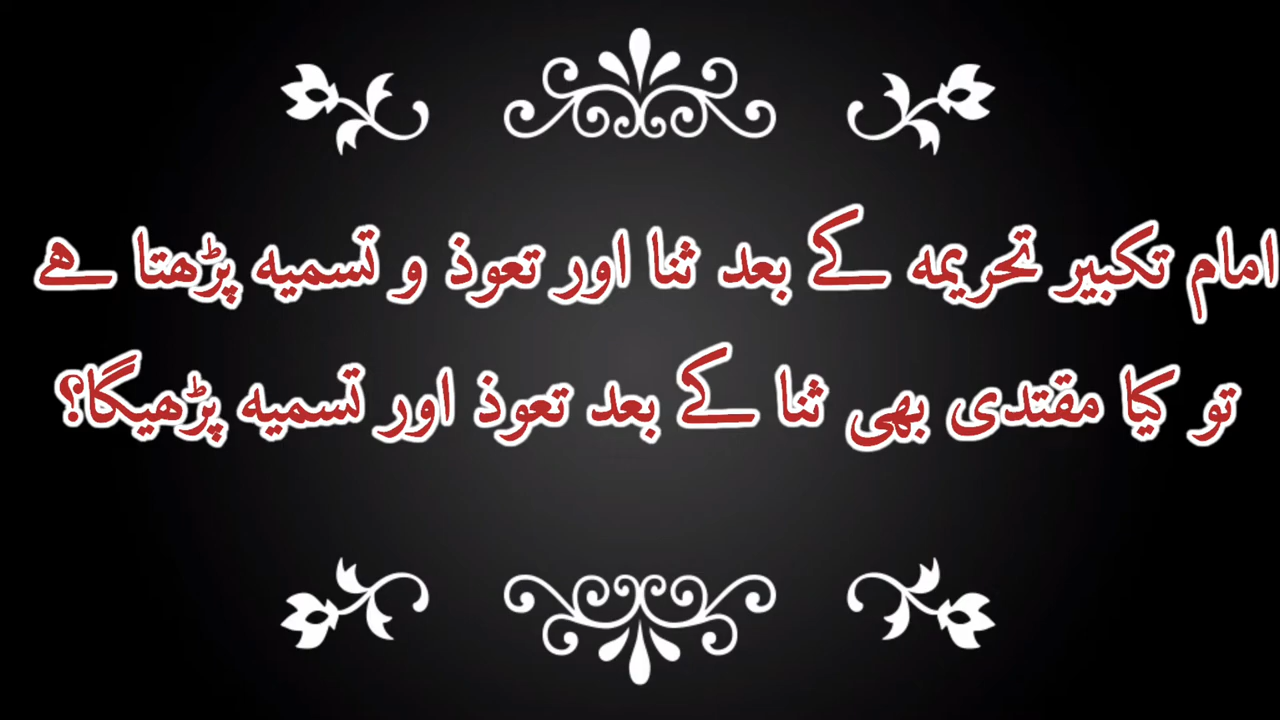 امام تکبیر تحریمہ کے بعد ثنا اور تعوذ و تسمیہ پڑھتا ھے
تو کیا مقتدی بھی ثنا کے بعد تعوذ اور تسمیہ پڑھیگا؟